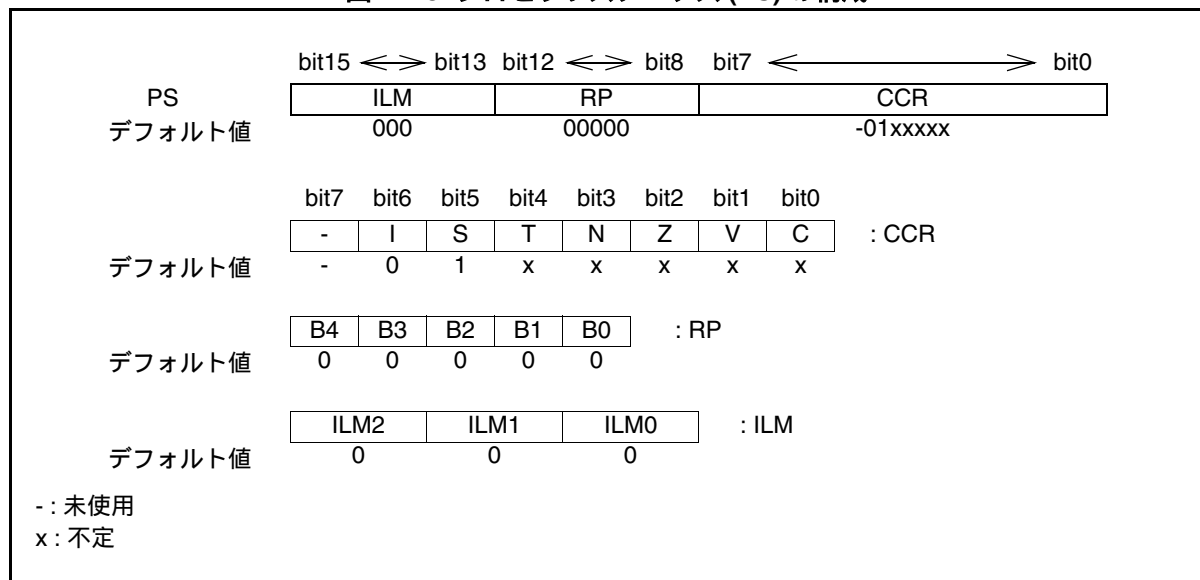 bit15 bit13 bit12 bit8 bit7 bit0
PS ILM RP CCR
デフォルト値 000 00000 -01xxxxx
bit7 bit6 bit5 bit4 bit3 bit2 bit1 bit0
- I S T N Z V C : CCR
デフォルト値 - 0 1 x x x x x
B4 B3 B2 B1 B0 : RP
デフォルト値 0 0 0 0 0
ILM2 ILM1 ILM0 : ILM
デフォルト値 0 0 0
- : 未使用
x : 不定